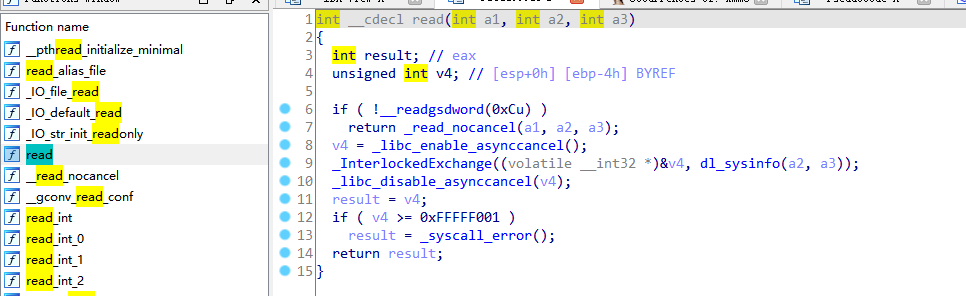 Function name
__pthread_initialize_minimal
read_alias_file
_IO_file_read
_IO_default_read
_IO_str_init_readonly
read
__read_nocancel
__gconv_read_conf
read_int
read_int_0
read_int_1
read_int_2
1 int __cdecl read(int a1, int a2, int a3)
2 {
3 int result; // eax
4 unsigned int v4; // [esp+0h] [ebp-4h] BYREF
5
6 if ( !__readgsdword(0xCu) )
7 return _read_nocancel(a1, a2, a3);
8 v4 = _libc_enable_asynccancel();
9 _InterlockedExchange((volatile __int32 *)&v4, dl_sysinfo(a2, a3));
10 _libc_disable_asynccancel(v4);
11 result = v4;
12 if ( v4 >= 0xFFFFF001 )
13 result = _syscall_error();
14 return result;
15 }